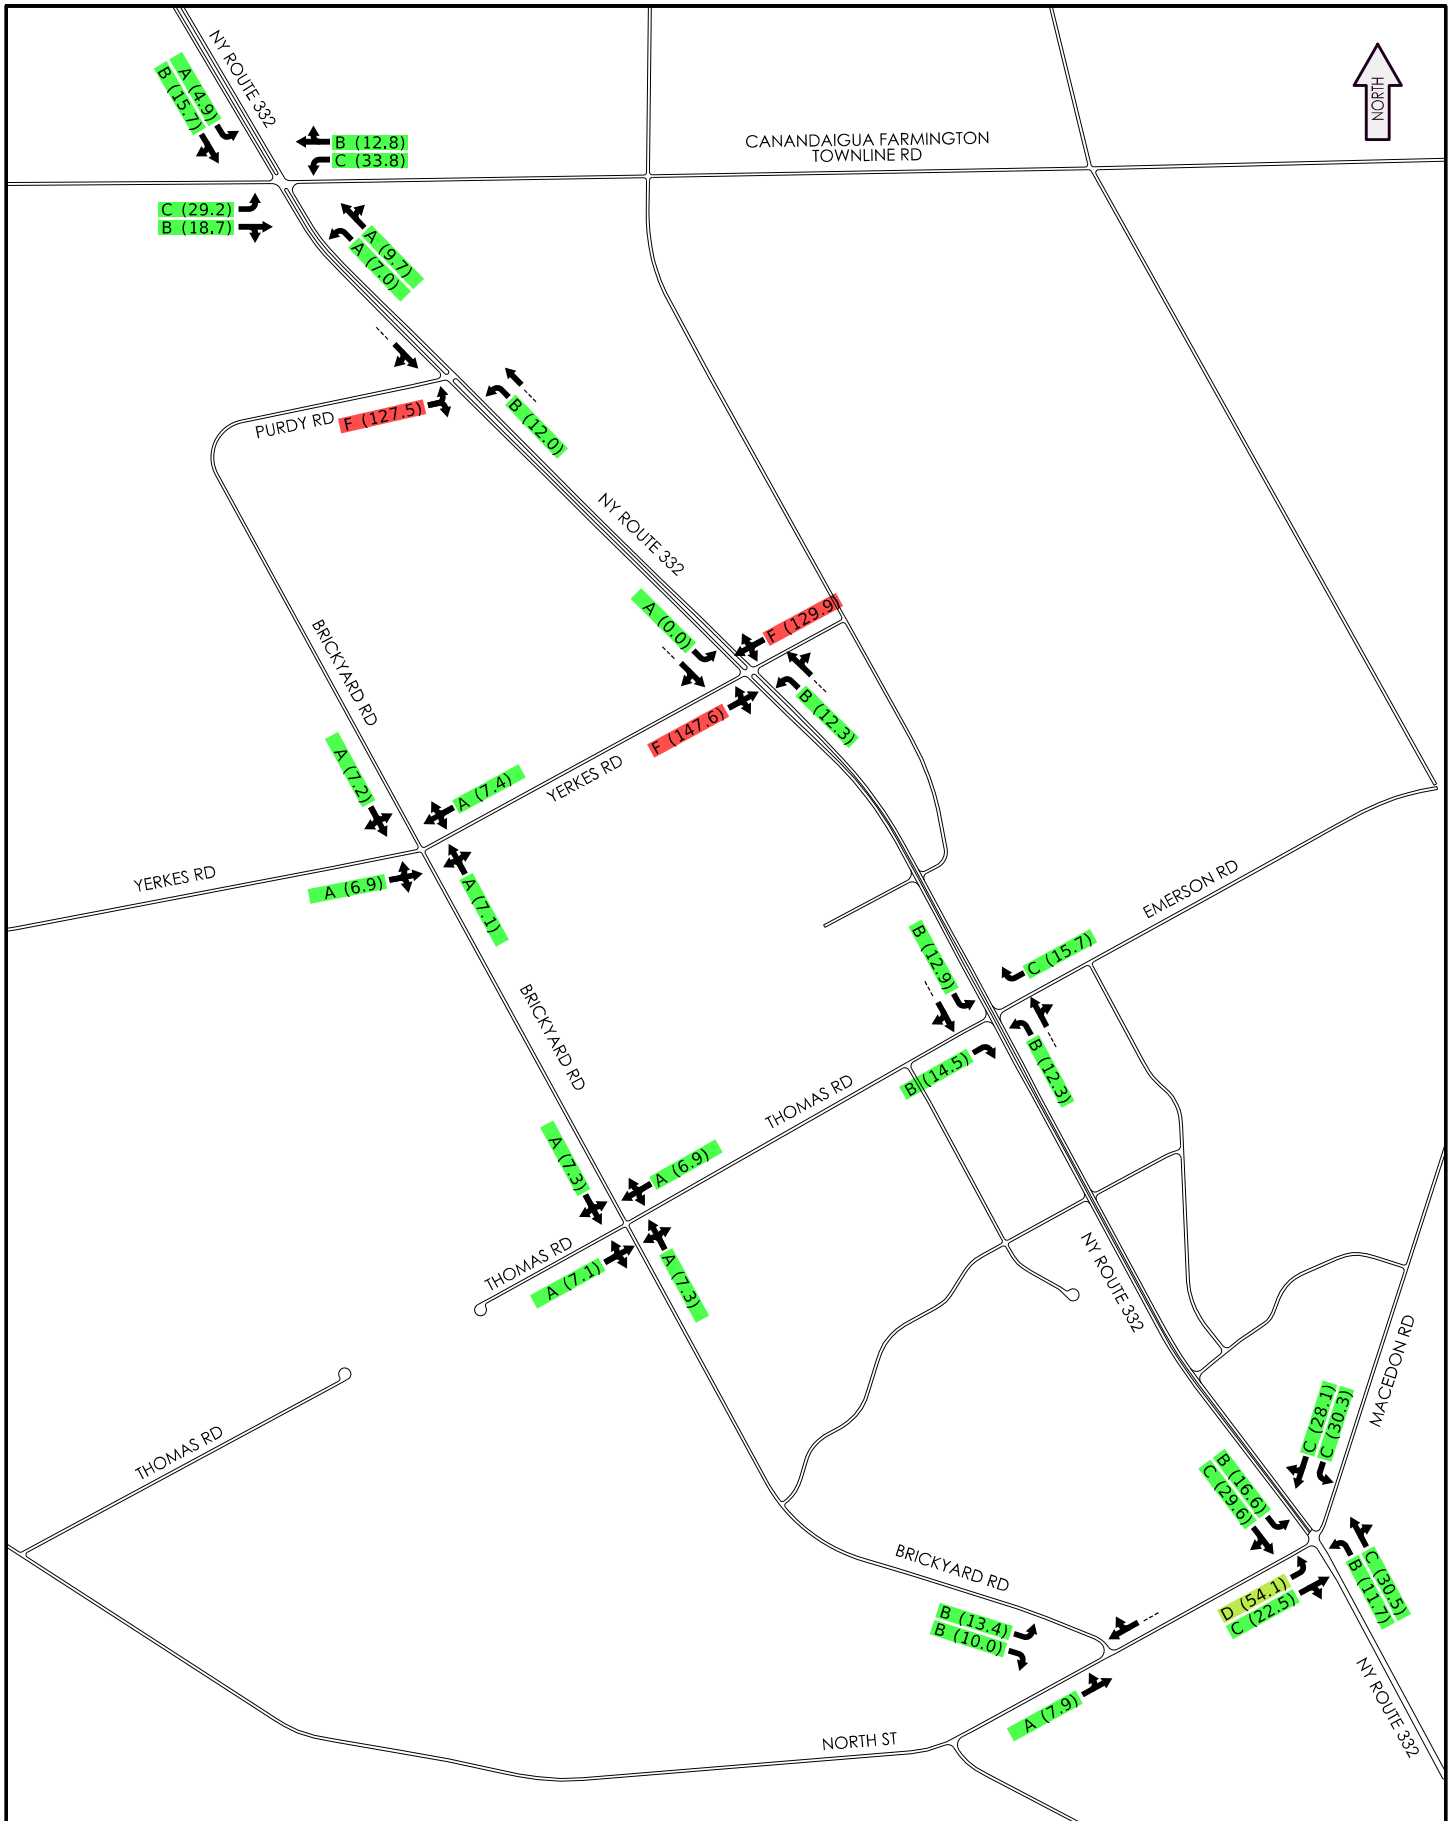 NY ROUTE 332
NORTH
A (4.9)
B (15.7)
B (12.8)
C (33.8)
CANANDAIGUA FARMINGTON
TOWNLINE RD
C (29.2)
B (18.7)
A (9.7)
A (7.0)
PURDY RD
F (127.5)
B (12.0)
NY ROUTE 332
A (0.0)
F (129.9)
BRICKYARD RD
F (147.6)
B (12.3)
A (7.2)
A (7.4)
YERKES RD
YERKES RD
A (6.9)
A (7.1)
EMERSON RD
B (12.9)
C (15.7)
BRICKYARD RD
B (14.5)
B (12.3)
THOMAS RD
A (7.3)
A (6.9)
THOMAS RD
A (7.1)
A (7.3)
NY ROUTE 332
MACEDON RD
C (28.1)
C (30.3)
THOMAS RD
B (16.6)
C (29.6)
BRICKYARD RD
D (54.1)
C (22.5)
C (30.5)
B (11.7)
B (13.4)
B (10.0)
A (7.9)
NY ROUTE 332
NORTH ST